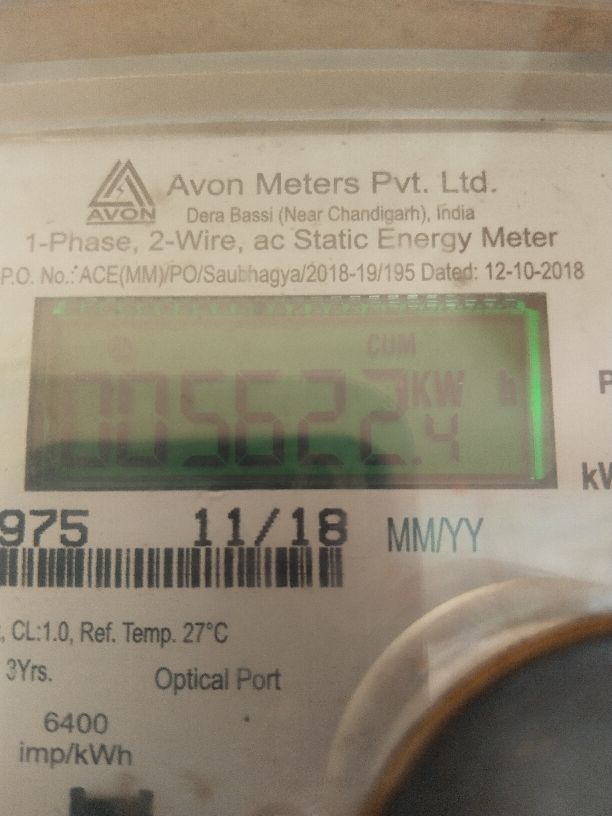 AVON
Avon Meters Pvt. Ltd.
Dera Bassi (Near Chandigarh), India
1-Phase, 2-Wire, ac Static Energy Meter
P.O. No.: ACE(MM)/PO/Saubhagya/2018-19/195 Dated: 12-10-2018
CUM
005622.4 KW h
P
kW
975 11/18 MM/YY
, CL:1.0, Ref. Temp. 27°C
3Yrs. Optical Port
6400
imp/kWh